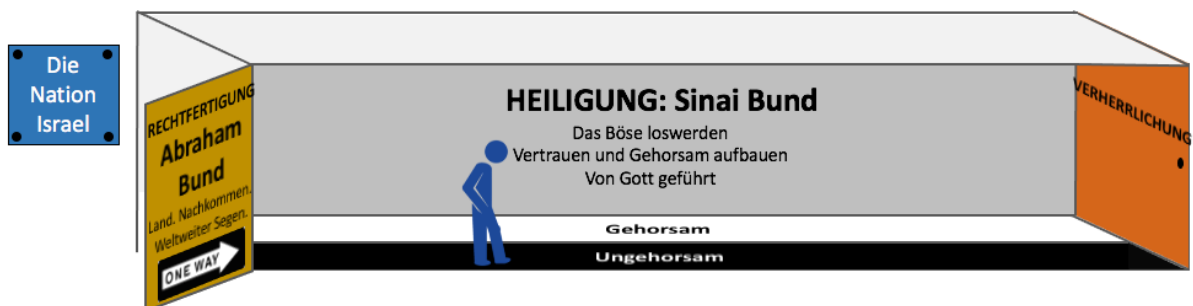 Die
Nation
Israel
RECHTFERTIGUNG
Abraham
Bund
Land. Nachkommen.
Weltweiter Segen.
ONE WAY
HEILIGUNG: Sinai Bund
Das Böse loswerden
Vertrauen und Gehorsam aufbauen
Von Gott geführt
Gehorsam
Ungehorsam
VERHERRLICHUNG